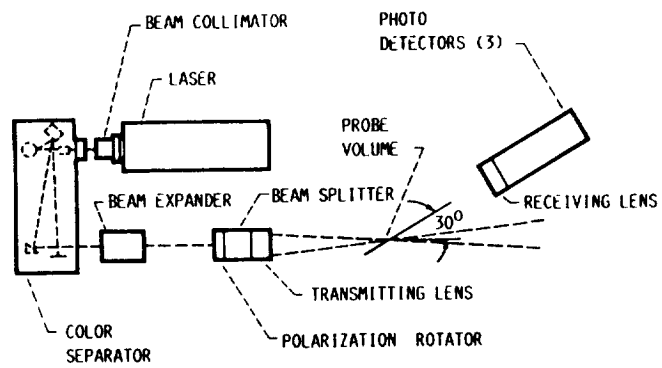 BEAM COLLIMATOR
LASER
PHOTO
DETECTORS (3)
PROBE
VOLUME
BEAM EXPANDER
BEAM SPLITTER
30°
RECEIVING LENS
TRANSMITTING LENS
COLOR
SEPARATOR
POLARIZATION ROTATOR